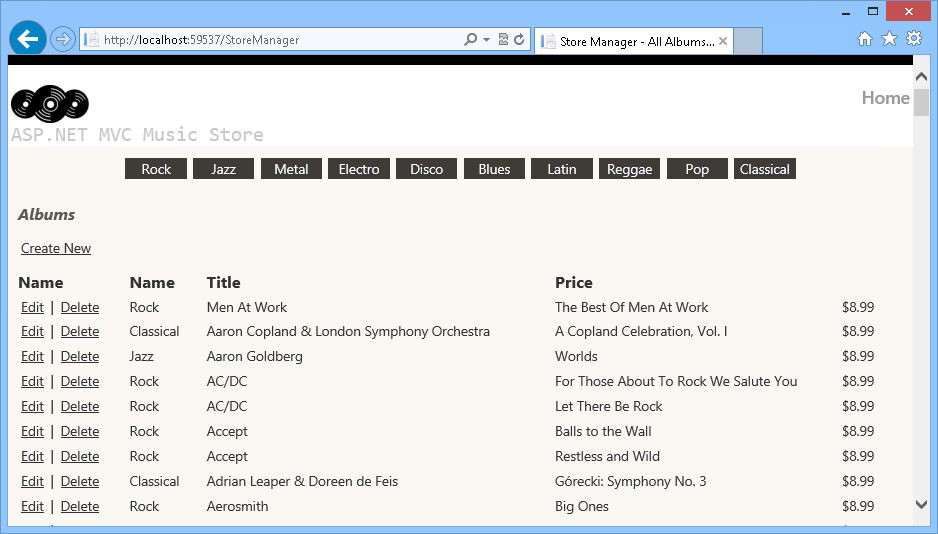 http://localhost:59537/StoreManager
Store Manager - All Albums...
Home
ASP.NET MVC Music Store
Rock Jazz Metal Electro Disco Blues Latin Reggae Pop Classical
Albums
Create New
Name Name Title Price
Edit | Delete Rock Men At Work The Best Of Men At Work $8.99
Edit | Delete Classical Aaron Copland & London Symphony Orchestra A Copland Celebration, Vol. I $8.99
Edit | Delete Jazz Aaron Goldberg Worlds $8.99
Edit | Delete Rock AC/DC For Those About To Rock We Salute You $8.99
Edit | Delete Rock AC/DC Let There Be Rock $8.99
Edit | Delete Rock Accept Balls to the Wall $8.99
Edit | Delete Rock Accept Restless and Wild $8.99
Edit | Delete Classical Adrian Leaper & Doreen de Feis Górecki: Symphony No. 3 $8.99
Edit | Delete Rock Aerosmith Big Ones $8.99